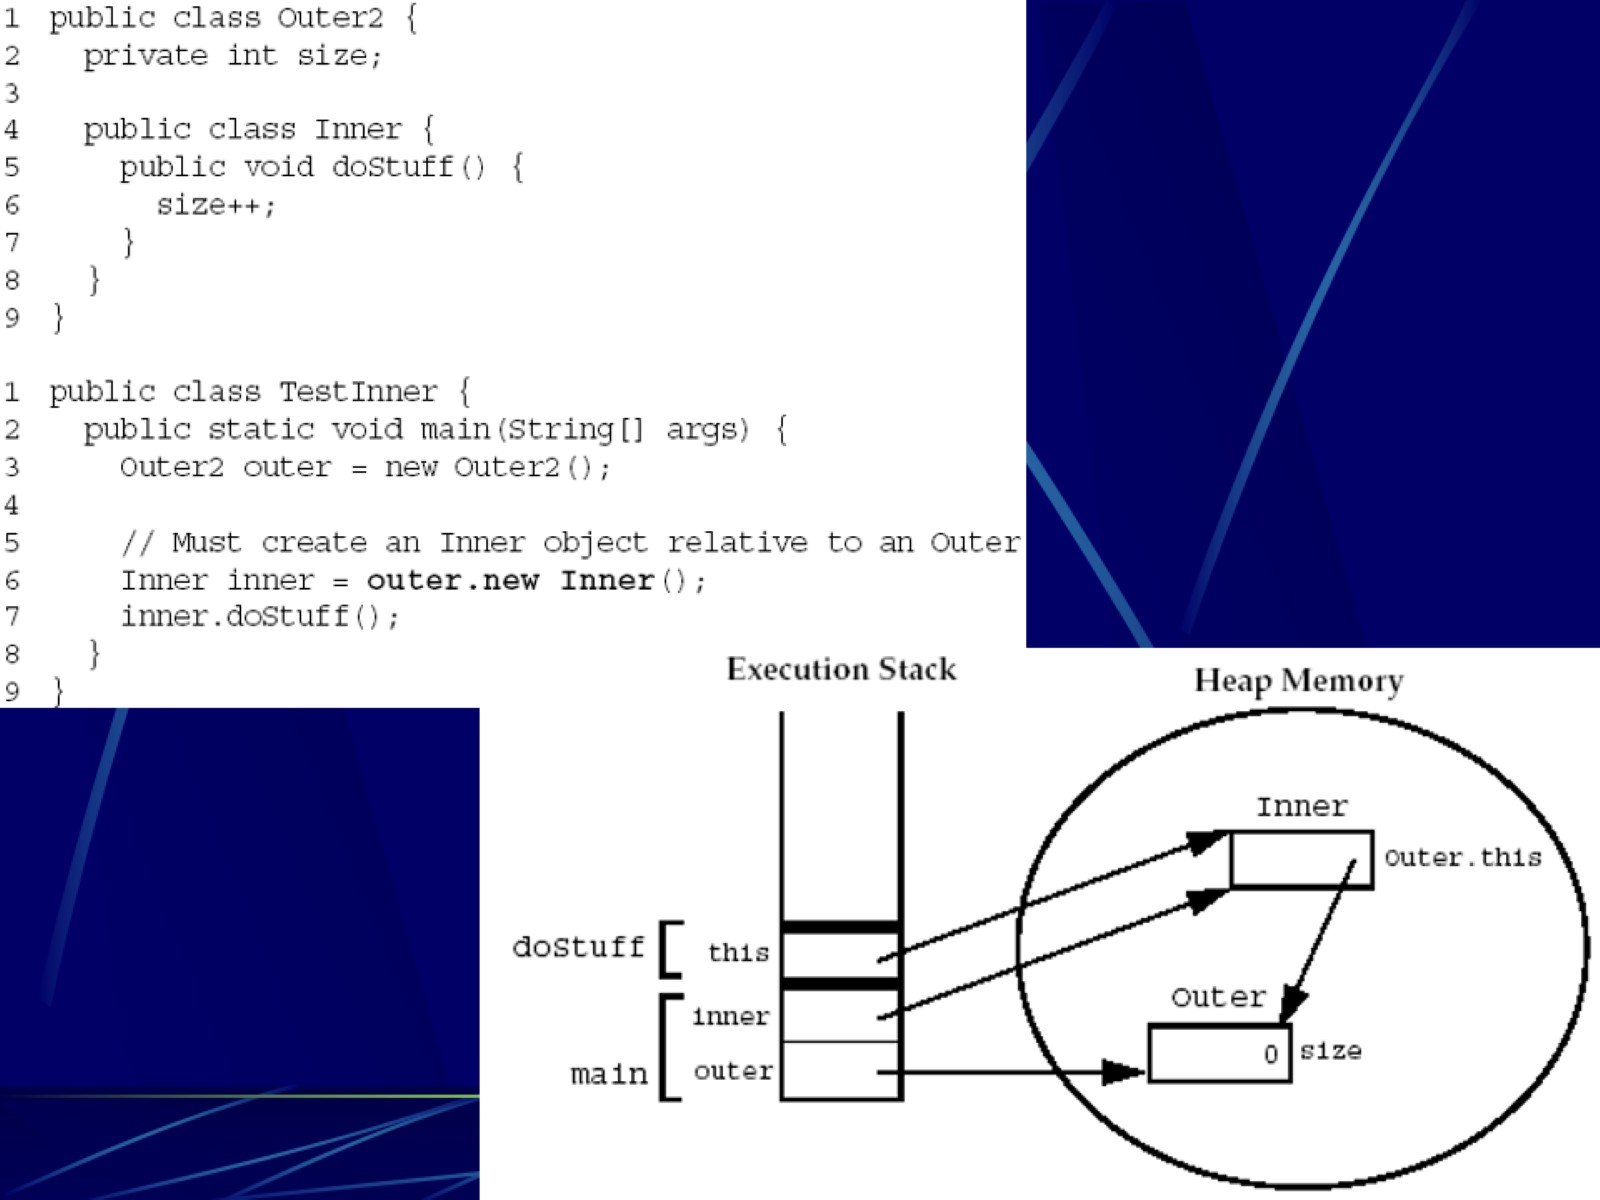 1 public class Outer2 {
2   private int size;
3
4   public class Inner {
5     public void doStuff() {
6       size++;
7     }
8   }
9 }
1 public class TestInner {
2   public static void main(String[] args) {
3     Outer2 outer = new Outer2();
4
5     // Must create an Inner object relative to an Outer
6     Inner inner = outer.new Inner();
7     inner.doStuff();
8   }
9 }
Execution Stack
Heap Memory
Inner
Outer.this
doStuff
this
Outer
inner
0 size
main
outer